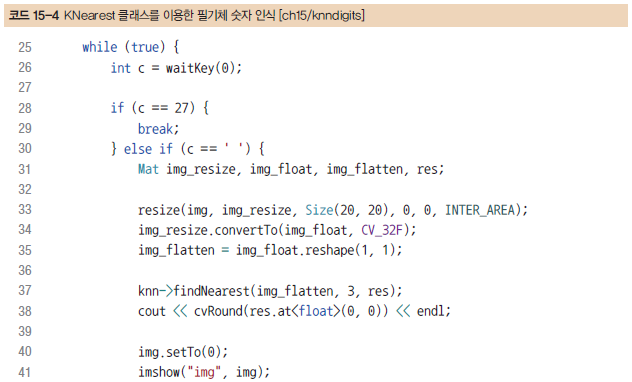 코드 15-4 KNearest 클래스를 이용한 필기체 숫자 인식 [ch15/knndigits]
25 while (true) {
26 int c = waitKey(0);
27
28 if (c == 27) {
29 break;
30 } else if (c == ' ') {
31 Mat img_resize, img_float, img_flatten, res;
32
33 resize(img, img_resize, Size(20, 20), 0, 0, INTER_AREA);
34 img_resize.convertTo(img_float, CV_32F);
35 img_flatten = img_float.reshape(1, 1);
36
37 knn->findNearest(img_flatten, 3, res);
38 cout << cvRound(res.at<float>(0, 0)) << endl;
39
40 img.setTo(0);
41 imshow("img", img);